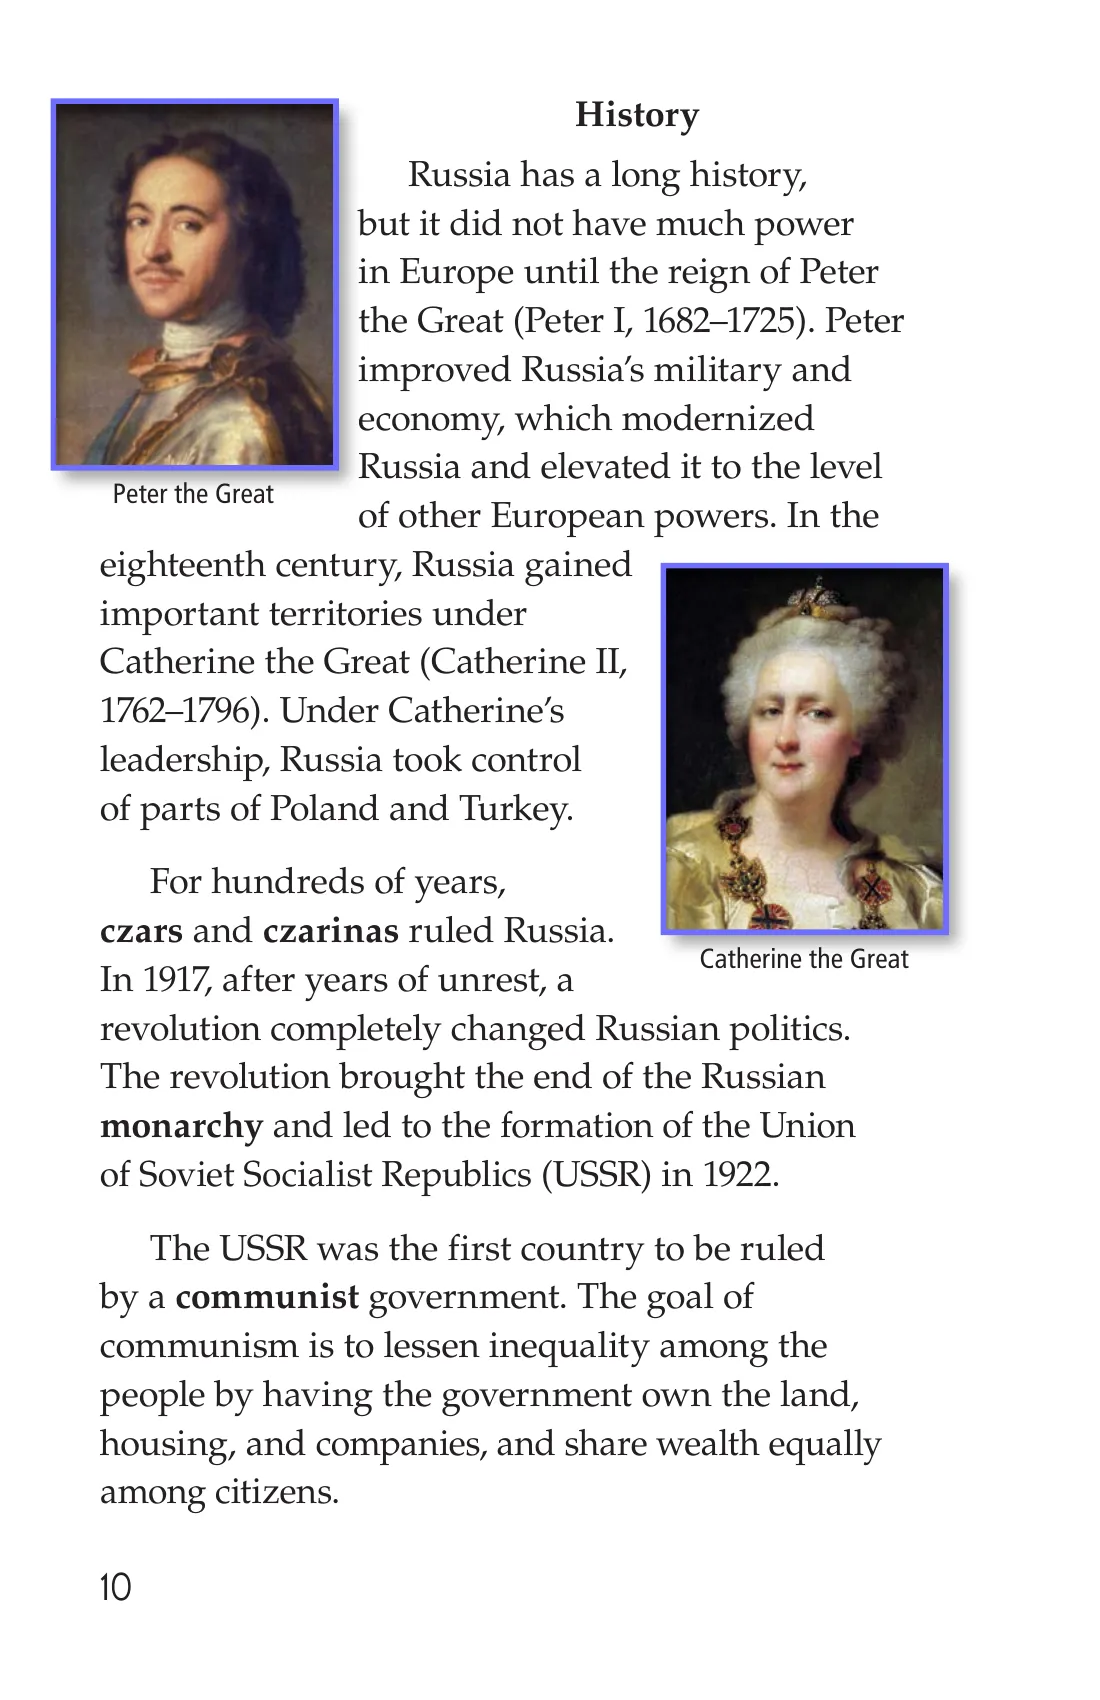 History
Russia has a long history,
but it did not have much power
in Europe until the reign of Peter
the Great (Peter I, 1682–1725). Peter
improved Russia’s military and
economy, which modernized
Russia and elevated it to the level
of other European powers. In the
Peter the Great
eighteenth century, Russia gained
important territories under
Catherine the Great (Catherine II,
1762–1796). Under Catherine’s
leadership, Russia took control
of parts of Poland and Turkey.
For hundreds of years,
czars and czarinas ruled Russia.
Catherine the Great
In 1917, after years of unrest, a
revolution completely changed Russian politics.
The revolution brought the end of the Russian
monarchy and led to the formation of the Union
of Soviet Socialist Republics (USSR) in 1922.
The USSR was the first country to be ruled
by a communist government. The goal of
communism is to lessen inequality among the
people by having the government own the land,
housing, and companies, and share wealth equally
among citizens.
10